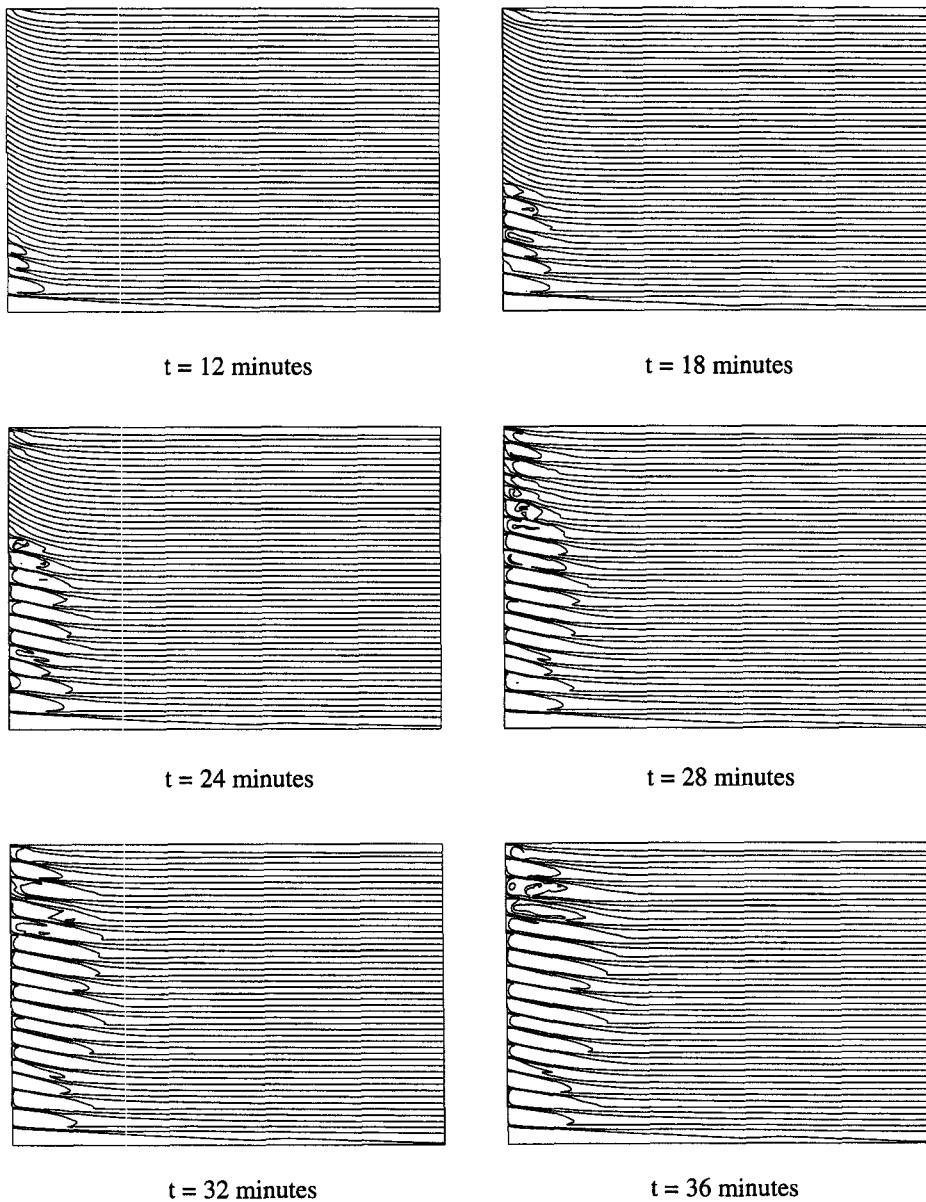 t = 12 minutes
t = 18 minutes
t = 24 minutes
t = 28 minutes
t = 32 minutes
t = 36 minutes